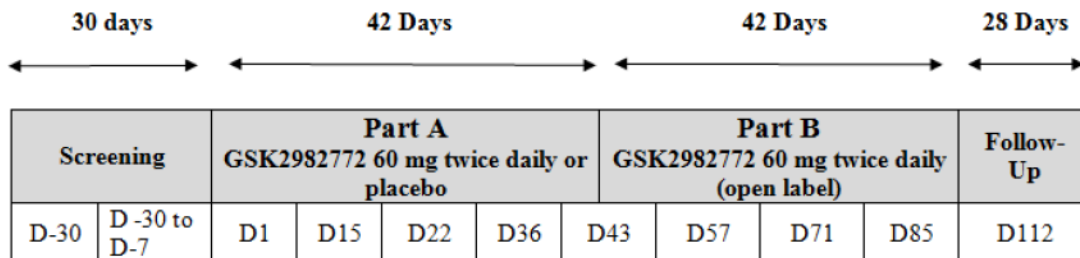 30 days 42 Days 42 Days 28 Days
Screening
Part A
GSK2982772 60 mg twice daily or
placebo
Part B
GSK2982772 60 mg twice daily
(open label)
Follow-
Up
D-30
D -30 to
D-7
D1 D15 D22 D36 D43 D57 D71 D85 D112